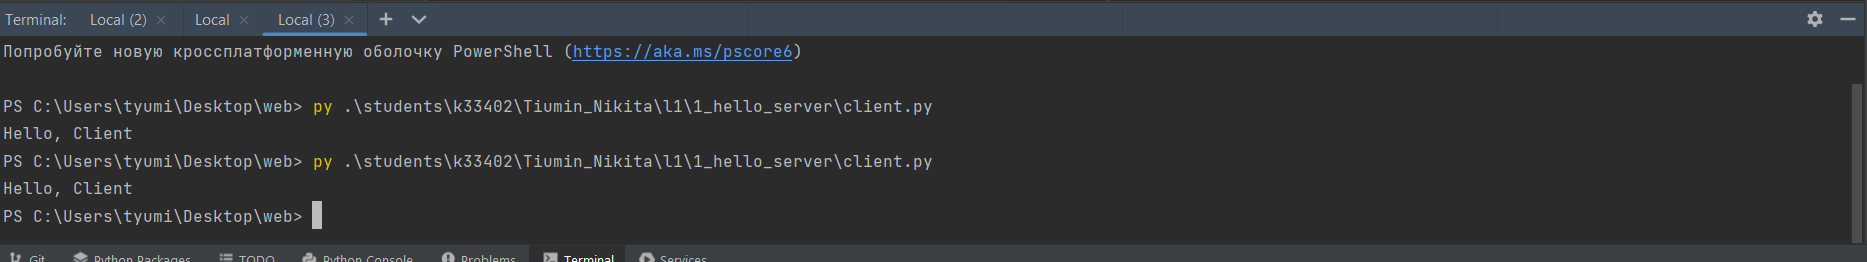 Terminal: Local (2) Local Local (3)
Попробуйте новую кроссплатформенную оболочку PowerShell (https://aka.ms/pscore6)
PS C:\Users\tyumi\Desktop\web> py .\students\k33402\Tiumin_Nikita\l1\1_hello_server\client.py
Hello, Client
PS C:\Users\tyumi\Desktop\web> py .\students\k33402\Tiumin_Nikita\l1\1_hello_server\client.py
Hello, Client
PS C:\Users\tyumi\Desktop\web>
Git Python Packages TODO Python Console Problems Terminal Services